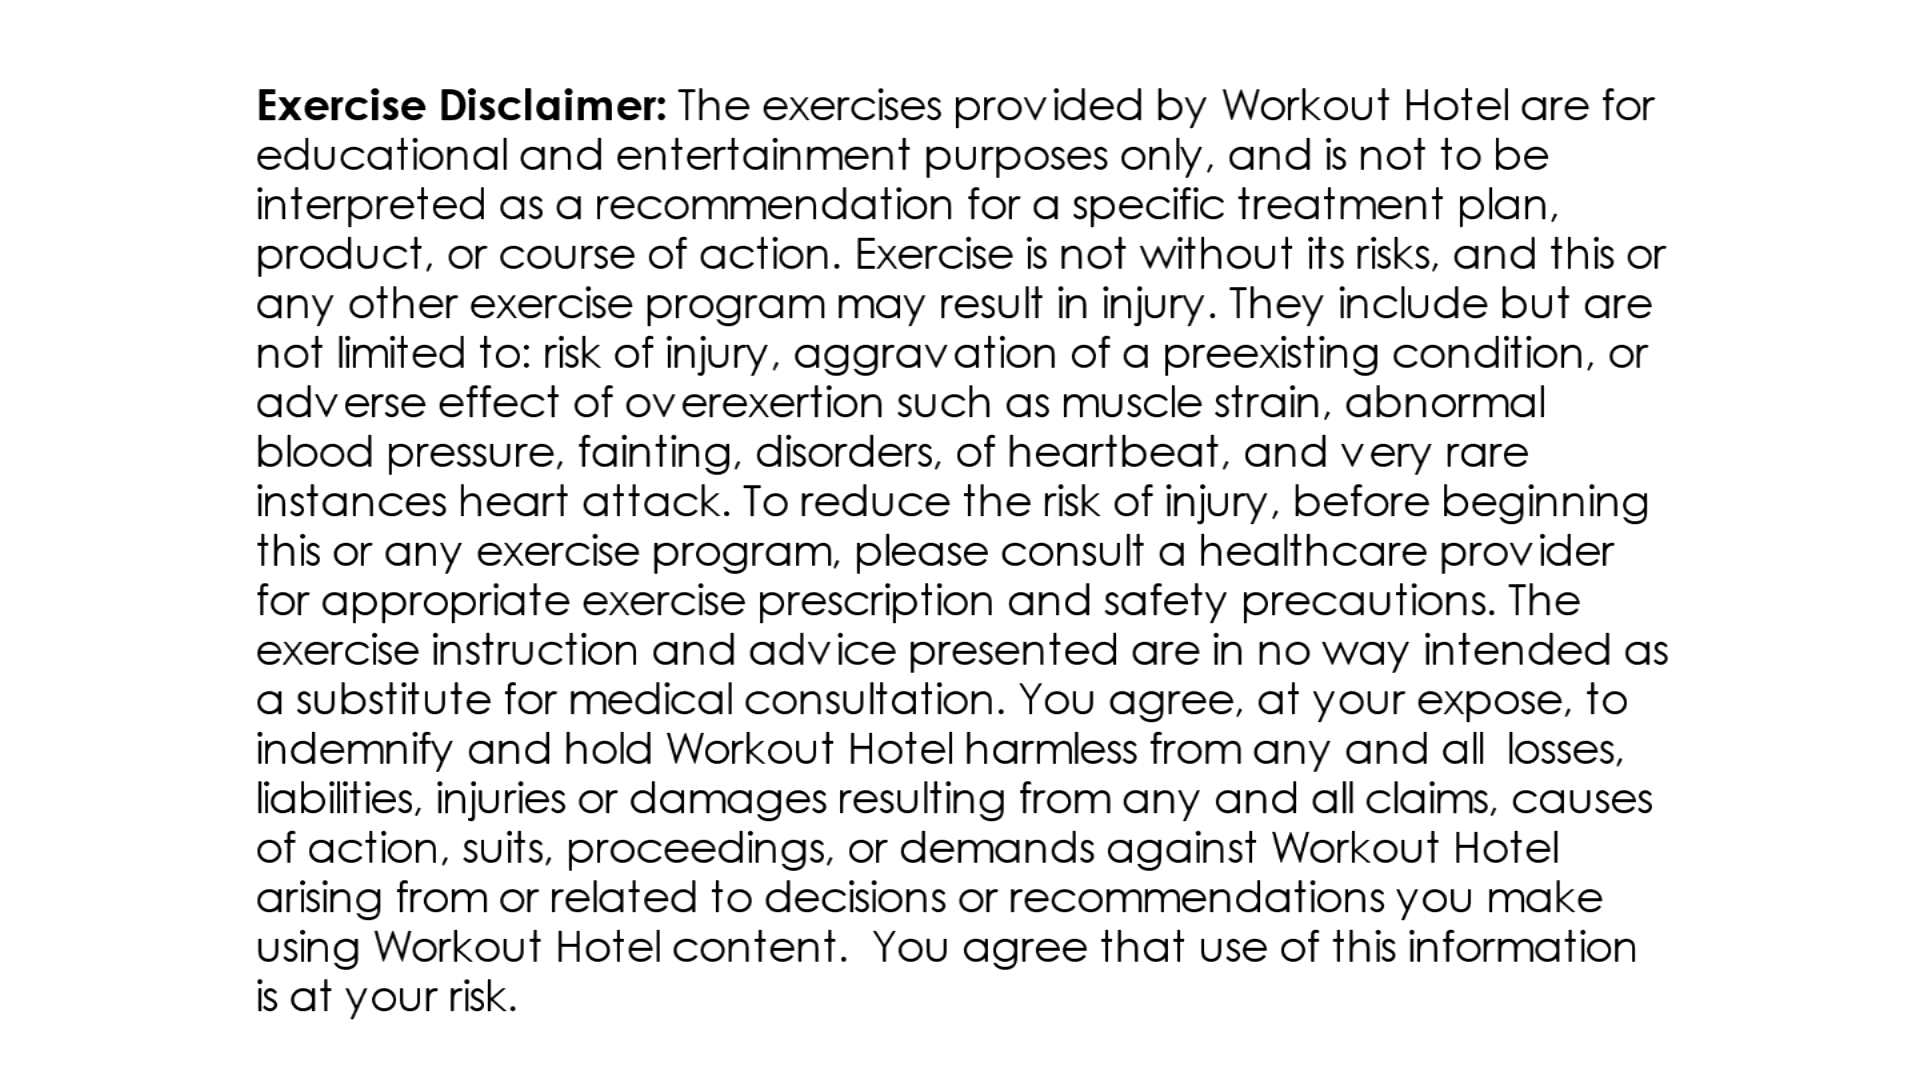 Exercise Disclaimer: The exercises provided by Workout Hotel are for
educational and entertainment purposes only, and is not to be
interpreted as a recommendation for a specific treatment plan,
product, or course of action. Exercise is not without its risks, and this or
any other exercise program may result in injury. They include but are
not limited to: risk of injury, aggravation of a preexisting condition, or
adverse effect of overexertion such as muscle strain, abnormal
blood pressure, fainting, disorders, of heartbeat, and very rare
instances heart attack. To reduce the risk of injury, before beginning
this or any exercise program, please consult a healthcare provider
for appropriate exercise prescription and safety precautions. The
exercise instruction and advice presented are in no way intended as
a substitute for medical consultation. You agree, at your expose, to
indemnify and hold Workout Hotel harmless from any and all  losses,
liabilities, injuries or damages resulting from any and all claims, causes
of action, suits, proceedings, or demands against Workout Hotel
arising from or related to decisions or recommendations you make
using Workout Hotel content.  You agree that use of this information
is at your risk.